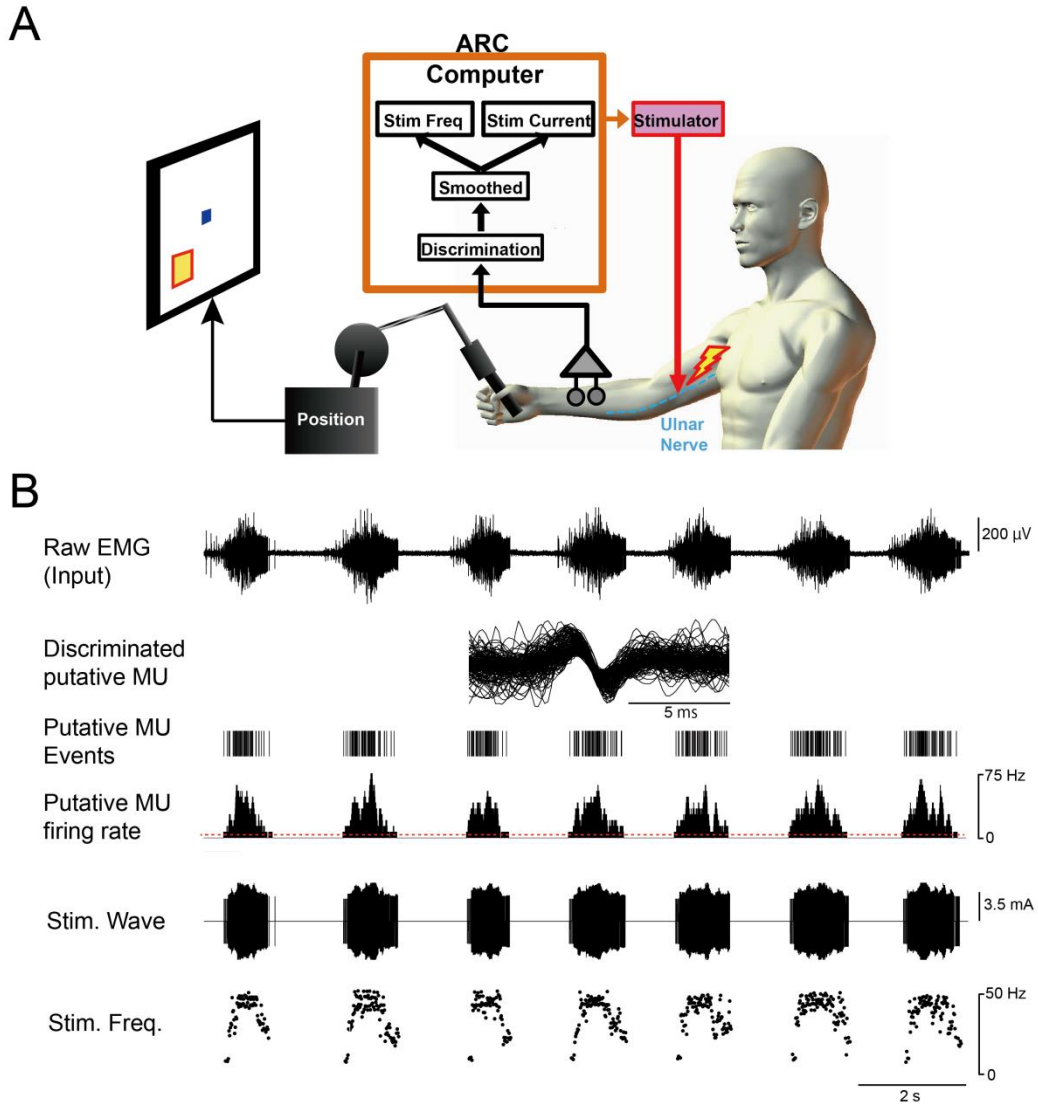 A
ARC
Computer
Stim Freq
Stim Current
Stimulator
Smoothed
Discrimination
Position
Ulnar
Nerve
B
Raw EMG
(Input)
200 µV
Discriminated
putative MU
5 ms
Putative MU
Events
Putative MU
firing rate
75 Hz
0
Stim. Wave
3.5 mA
Stim. Freq.
50 Hz
0
2 s